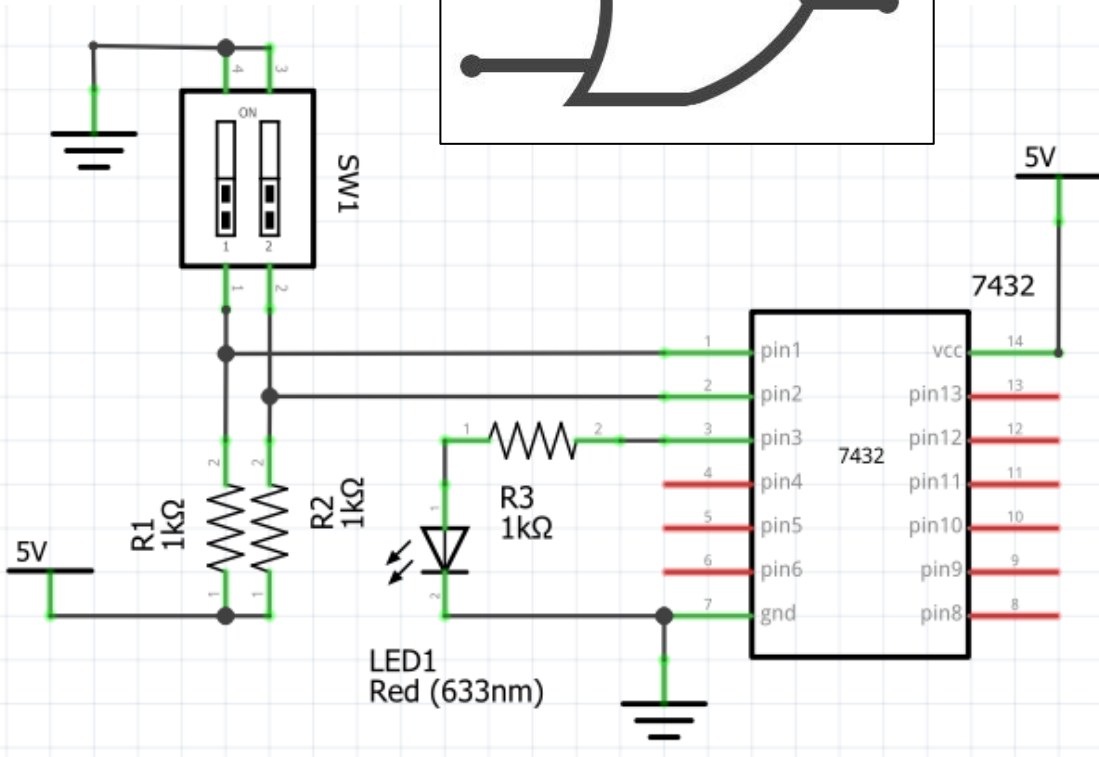 4 3
ON
1 2
SW1
1 2
5V
7432
1 pin1 vcc 14
2 pin2 pin13 13
1 2 3 pin3 pin12 12
7432
2 2
4 pin4 pin11 11
R1
1kΩ
R2
1kΩ
R3
1kΩ
1
5 pin5 pin10 10
5V
6 pin6 pin9 9
1 1 2
7 gnd pin8 8
LED1
Red (633nm)